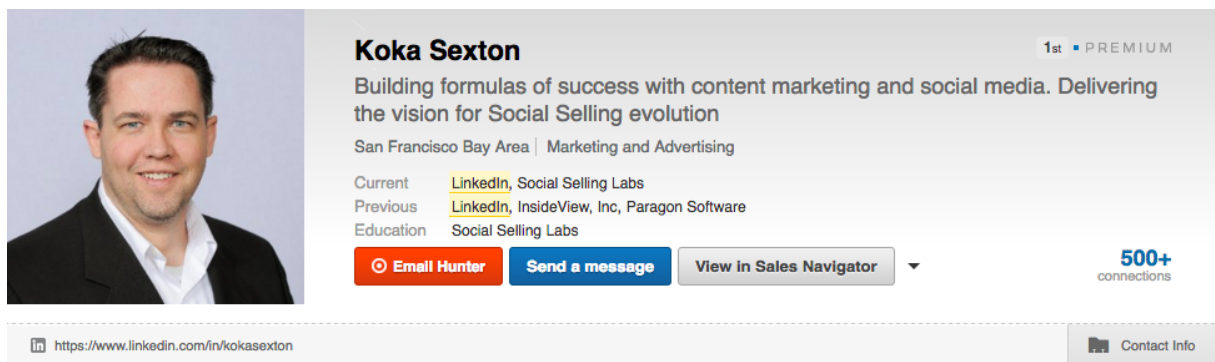 Koka Sexton
1st PREMIUM
Building formulas of success with content marketing and social media. Delivering
the vision for Social Selling evolution
San Francisco Bay Area | Marketing and Advertising
Current LinkedIn, Social Selling Labs
Previous LinkedIn, InsideView, Inc, Paragon Software
Education Social Selling Labs
Email Hunter
Send a message
View in Sales Navigator
500+
connections
in https://www.linkedin.com/in/kokasexton
Contact Info